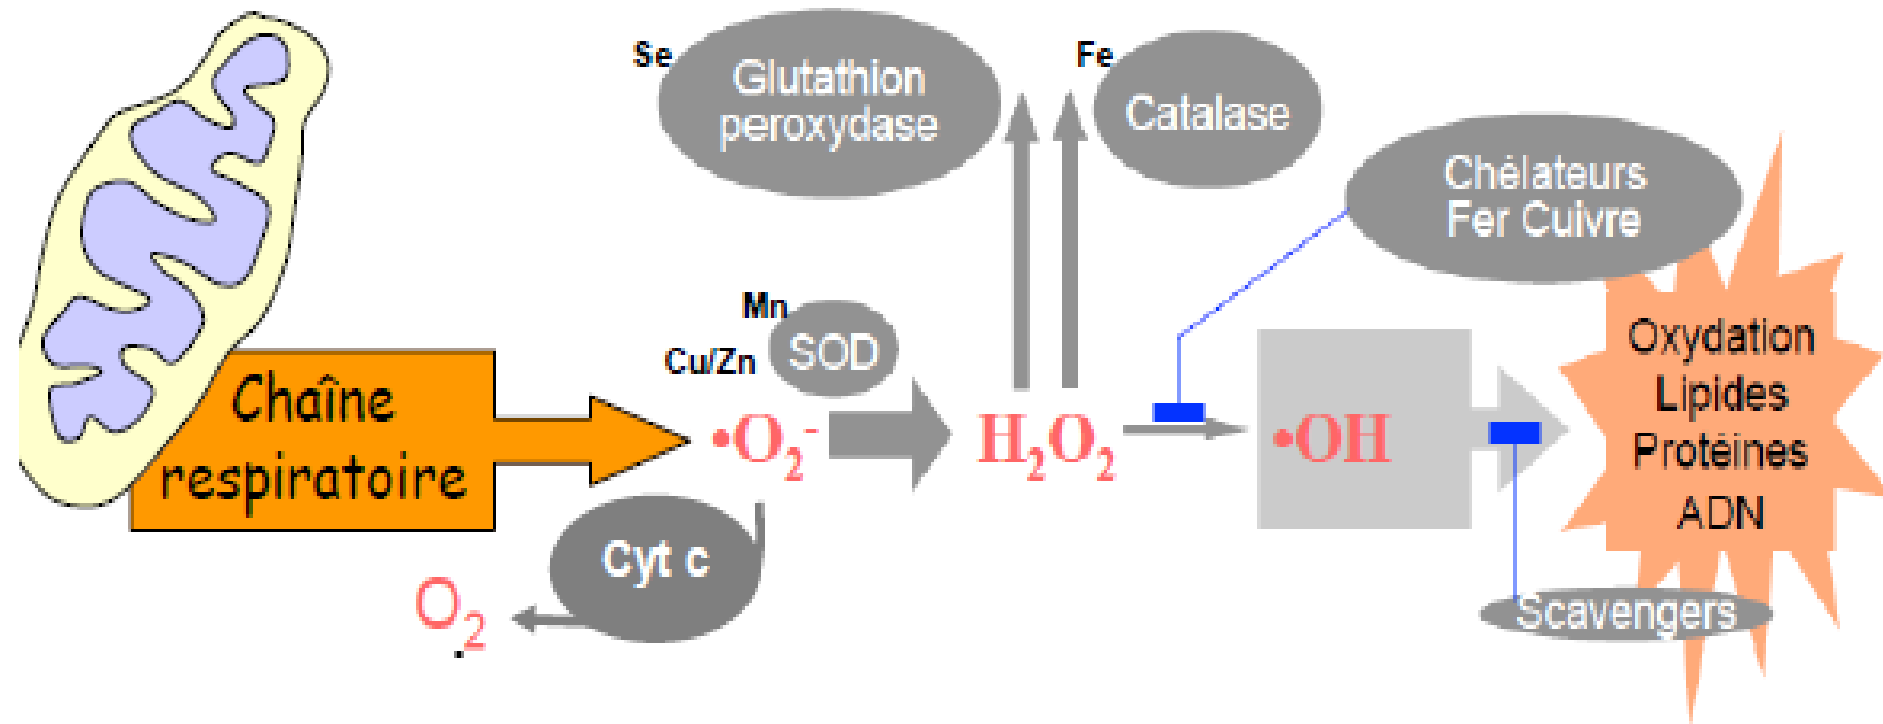 Se
Glutathion
peroxydase
Fe
Catalase
Chélateurs
Fer Cuivre
Mn
Cu/Zn
SOD
Chaîne
respiratoire
•O₂⁻
H₂O₂
•OH
Oxydation
Lipides
Protéines
ADN
Cyt c
O₂
Scavengers